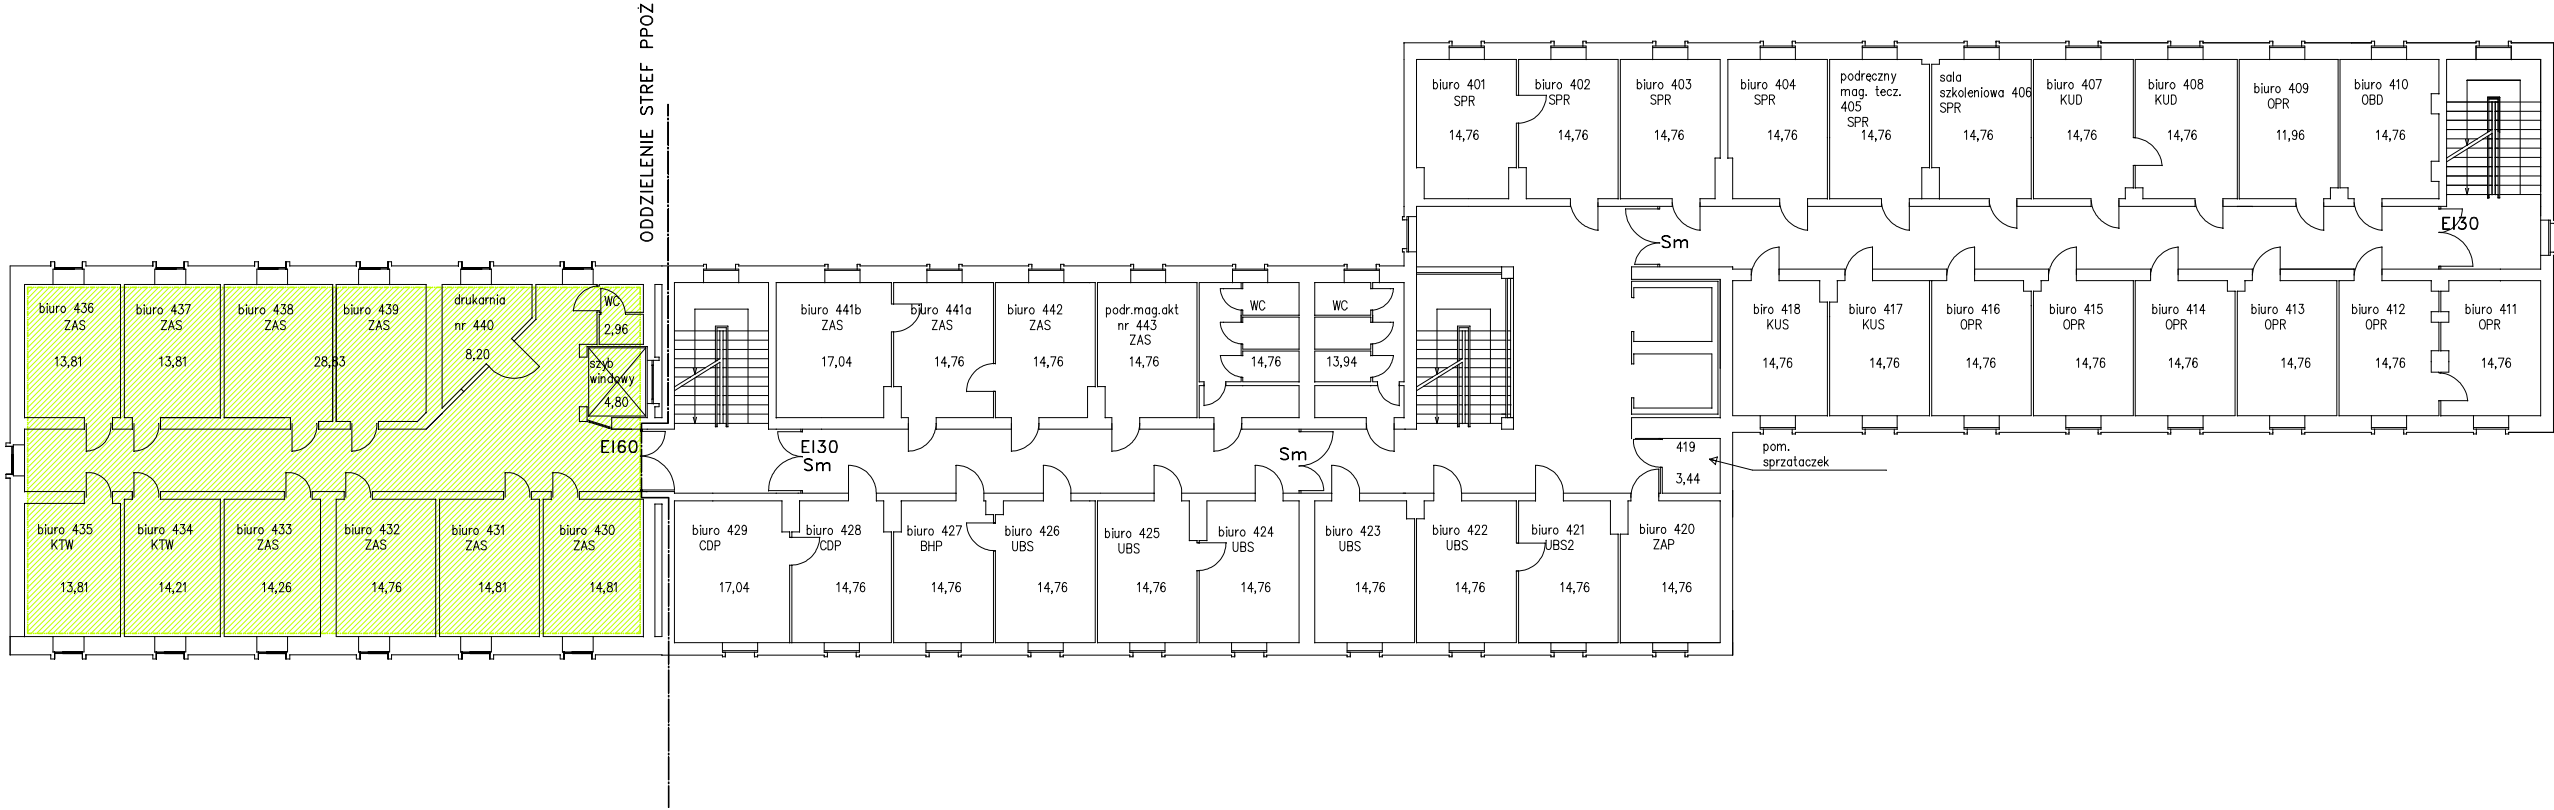 ODDZIELENIE STREF PPOŻ
biuro 401
SPR
14,76
biuro 402
SPR
14,76
biuro 403
SPR
14,76
biuro 404
SPR
14,76
podręczny
mag. tecz.
405
SPR
14,76
sala
szkoleniowa 406
SPR
14,76
biuro 407
KUD
14,76
biuro 408
KUD
14,76
biuro 409
OPR
11,96
biuro 410
OBD
14,76
Sm
EI30
biuro 436
ZAS
13,81
biuro 437
ZAS
13,81
biuro 438
ZAS
28,83
biuro 439
ZAS
drukarnia
nr 440
8,20
WC
2,96
szyb
windowy
4,80
biuro 441b
ZAS
17,04
biuro 441a
ZAS
14,76
biuro 442
ZAS
14,76
podr.mag.akt
nr 443
ZAS
14,76
WC
14,76
WC
13,94
biro 418
KUS
14,76
biuro 417
KUS
14,76
biuro 416
OPR
14,76
biuro 415
OPR
14,76
biuro 414
OPR
14,76
biuro 413
OPR
14,76
biuro 412
OPR
14,76
biuro 411
OPR
14,76
EI60
EI30
Sm
Sm
419
3,44
pom.
sprzataczek
biuro 435
KTW
13,81
biuro 434
KTW
14,21
biuro 433
ZAS
14,26
biuro 432
ZAS
14,76
biuro 431
ZAS
14,81
biuro 430
ZAS
14,81
biuro 429
CDP
17,04
biuro 428
CDP
14,76
biuro 427
BHP
14,76
biuro 426
UBS
14,76
biuro 425
UBS
14,76
biuro 424
UBS
14,76
biuro 423
UBS
14,76
biuro 422
UBS
14,76
biuro 421
UBS2
14,76
biuro 420
ZAP
14,76